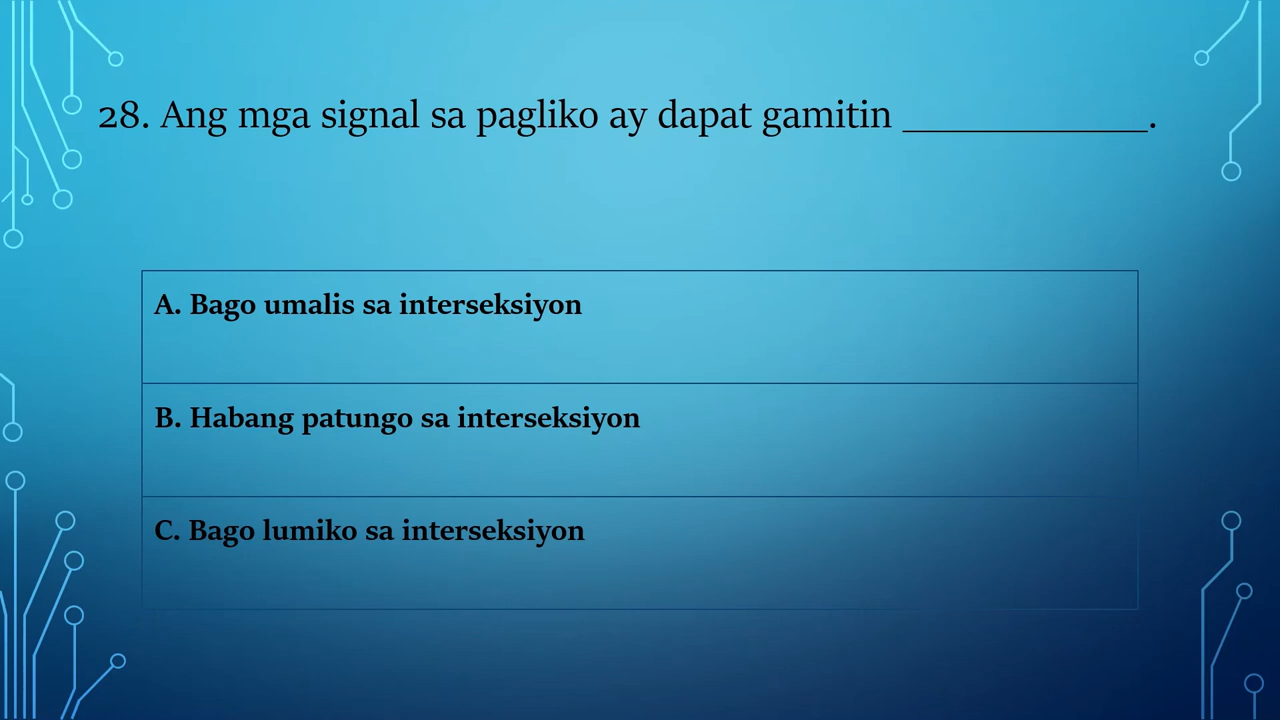 28. Ang mga signal sa pagliko ay dapat gamitin ____________.
A. Bago umalis sa interseksiyon
B. Habang patungo sa interseksiyon
C. Bago lumiko sa interseksiyon